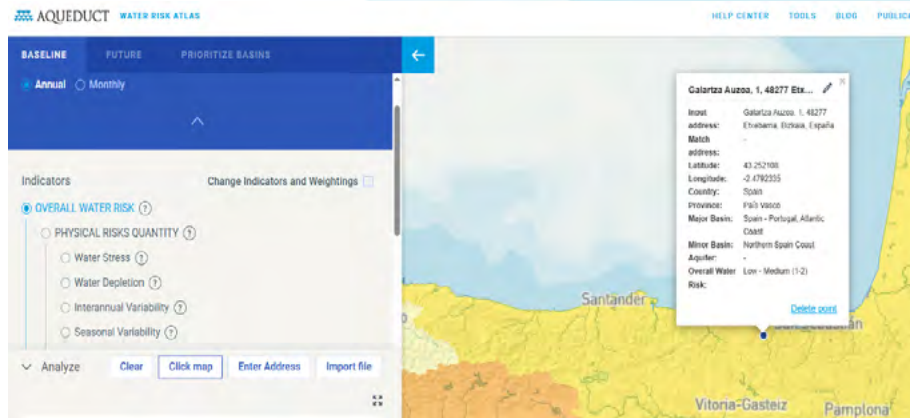 AQUEDUCT WATER RISK ATLAS
HELP CENTER TOOLS BLOG
BASELINE FUTURE PRIORITIZE BASINS
Annual Monthly
Indicators Change Indicators and Weightings
OVERALL WATER RISK ?
PHYSICAL RISKS QUANTITY ?
Water Stress ?
Water Depletion ?
Interannual Variability ?
Seasonal Variability ?
Analyze Clear Click map Enter Address Import file
Galartza Auzoa, 1, 48277 Etx...
Input address: Galartza Auzoa, 1, 48277 Etxebarria, Bizkaia, España
Match address: -
Latitude: 43.252108
Longitude: -2.4792335
Country: Spain
Province: País Vasco
Major Basin: Spain - Portugal, Atlantic Coast
Minor Basin: Northern Spain Coast
Aquifer: -
Overall Water Risk: Low - Medium (1-2)
Delete point
Santander
Vitoria-Gasteiz
Pamplona